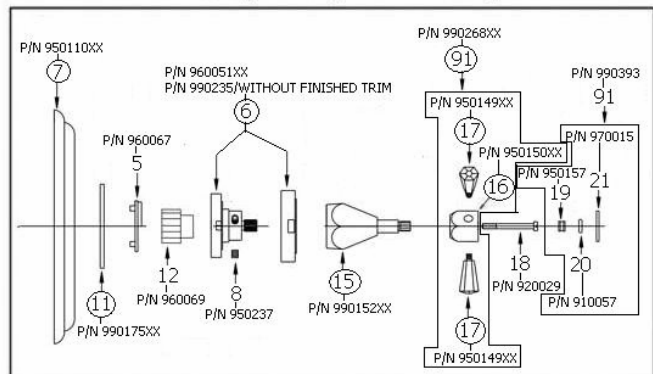 P/N 950110XX
7
P/N 960051XX
P/N 990235/WITHOUT FINISHED TRIM
6
P/N 960067
5
12
P/N 960069
11
P/N 990175XX
8
P/N 950237
15
P/N 990152XX
P/N 990268XX
91
P/N 950149XX
17
P/N 950150XX
16
17
P/N 950149XX
P/N 990393
91
P/N 970015
21
P/N 950157
19
18
P/N 920029
20
P/N 910057